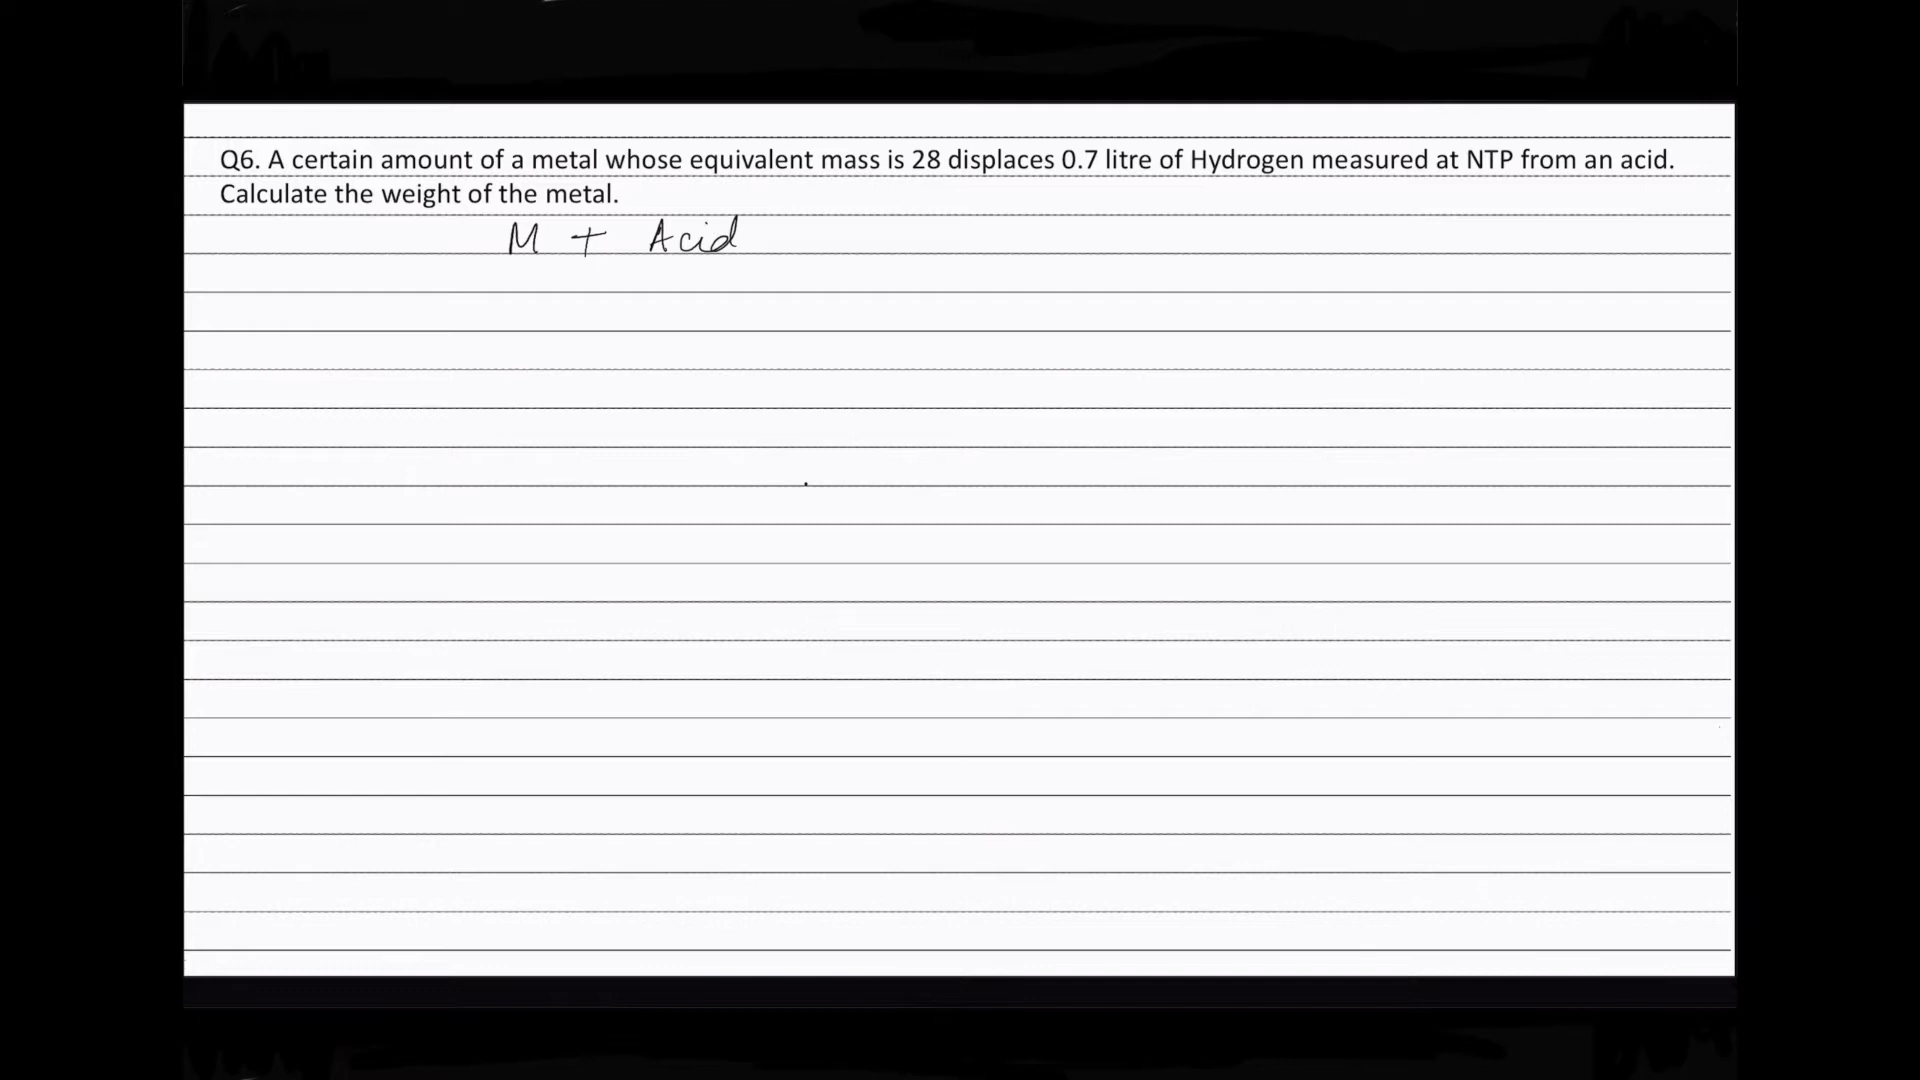 Q6. A certain amount of a metal whose equivalent mass is 28 displaces 0.7 litre of Hydrogen measured at NTP from an acid.
Calculate the weight of the metal.
M + Acid